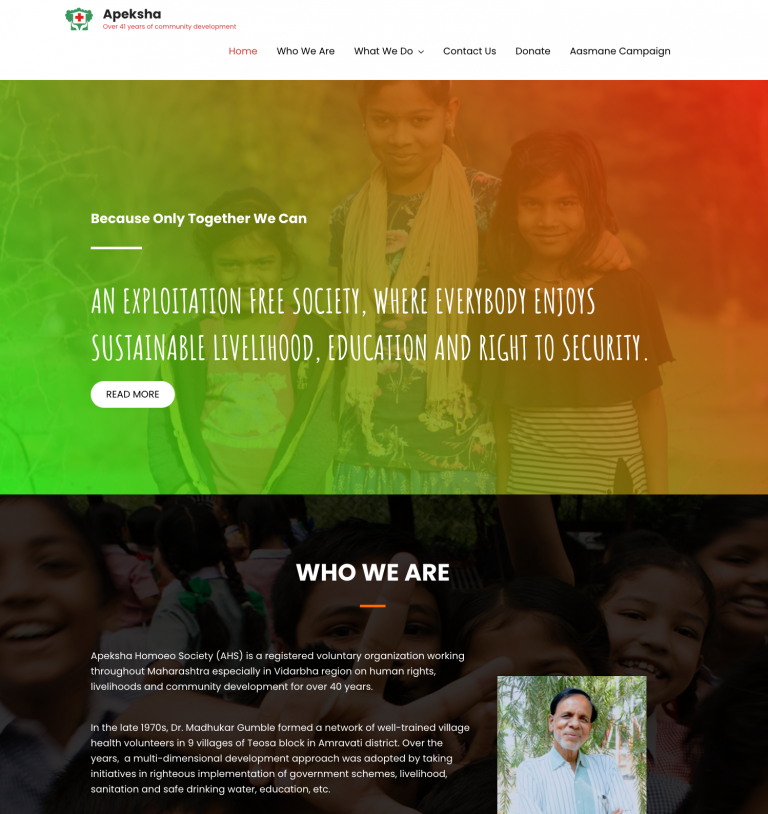 Apeksha
Over 41 years of community development
Home Who We Are What We Do Contact Us Donate Aasmane Campaign
Because Only Together We Can
AN EXPLOITATION FREE SOCIETY, WHERE EVERYBODY ENJOYS
SUSTAINABLE LIVELIHOOD, EDUCATION AND RIGHT TO SECURITY.
READ MORE
WHO WE ARE
Apeksha Homoeo Society (AHS) is a registered voluntary organization working
throughout Maharashtra especially in Vidarbha region on human rights,
livelihoods and community development for over 40 years.
In the late 1970s, Dr. Madhukar Gumble formed a network of well-trained village
health volunteers in 9 villages of Teosa block in Amravati district. Over the
years,  a multi-dimensional development approach was adopted by taking
initiatives in righteous implementation of government schemes, livelihood,
sanitation and safe drinking water, education, etc.